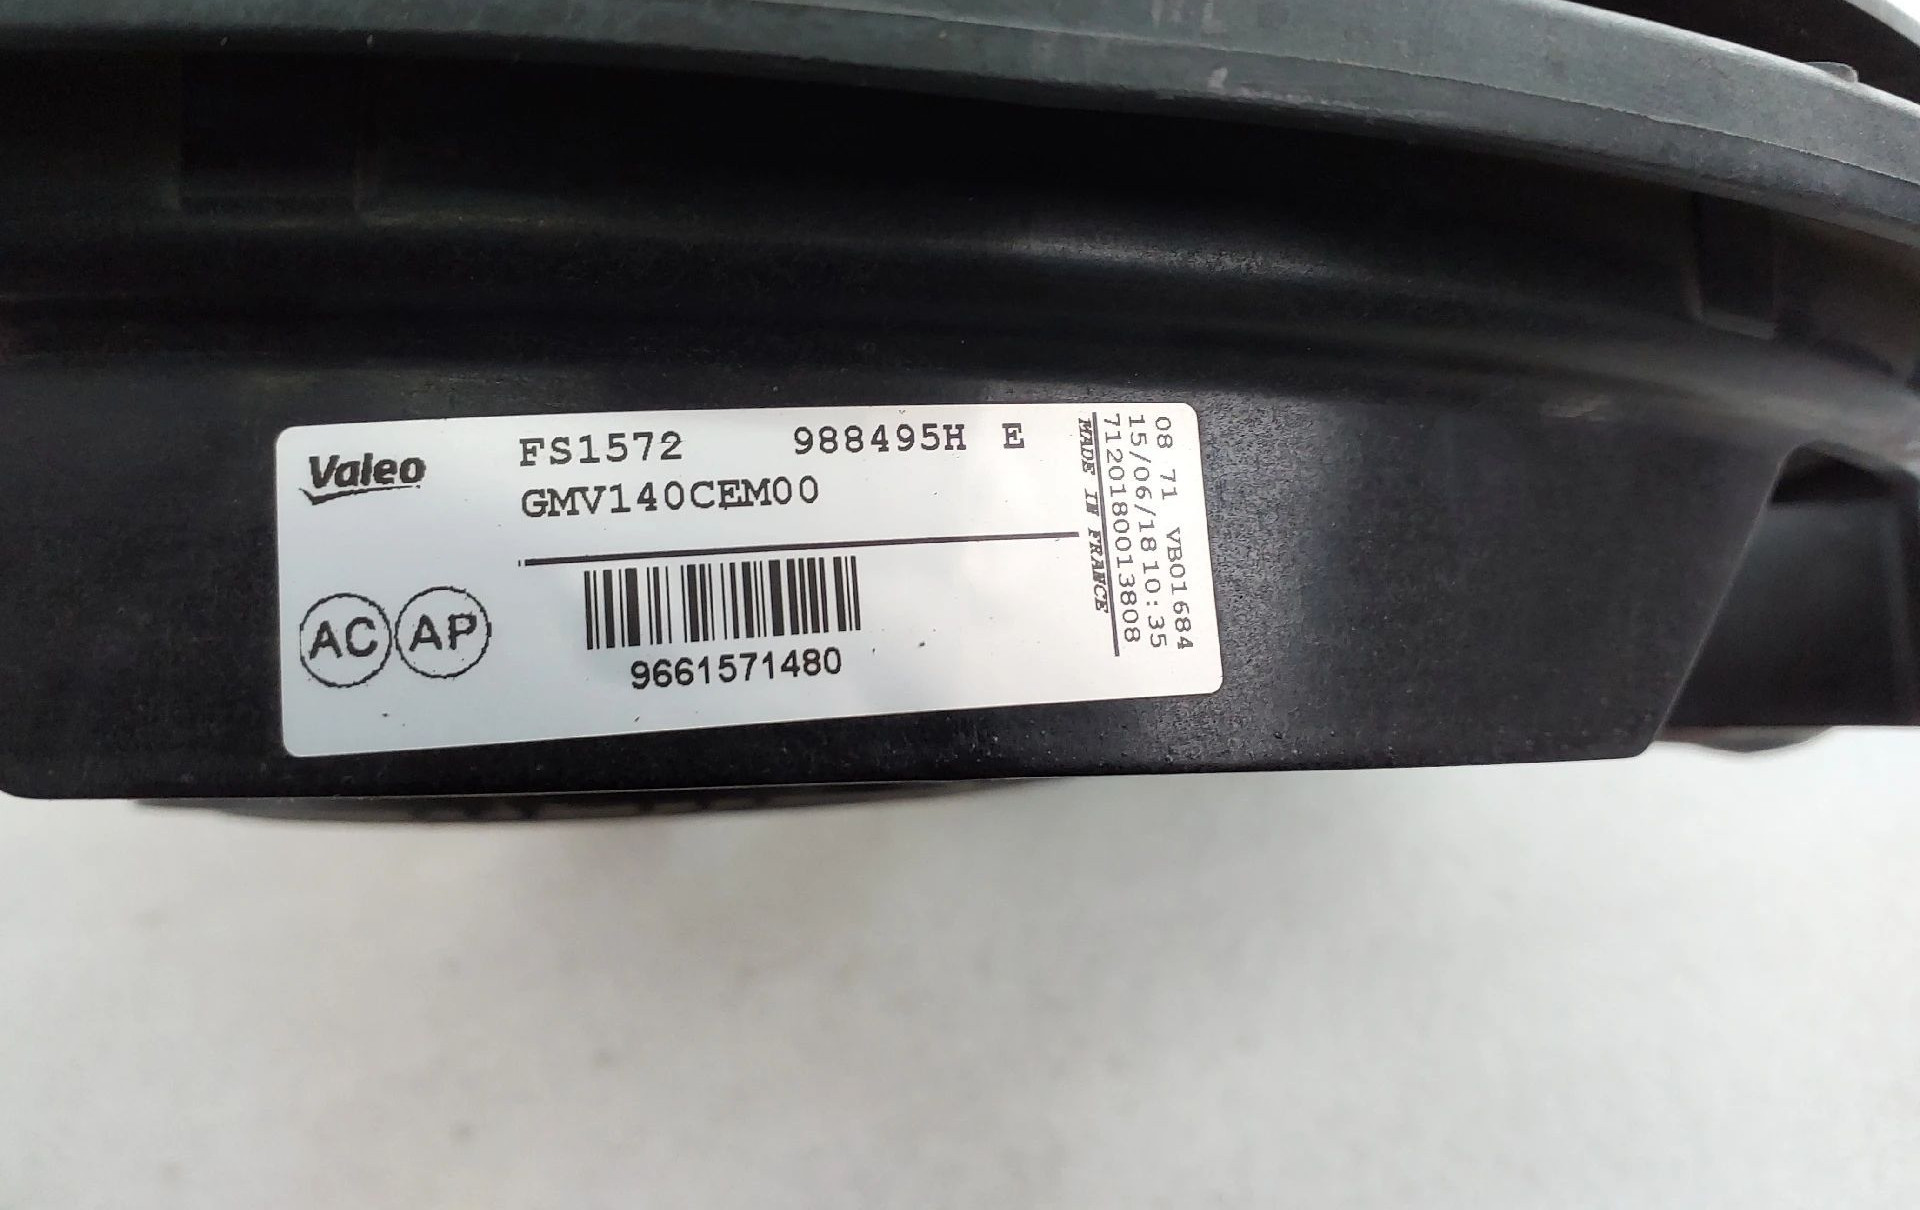 Valeo
FS1572 988495H E
GMV140CEM00
AC AP
9661571480
08 71 VB01684
15/06/18 10:35
7120180013808
MADE IN FRANCE